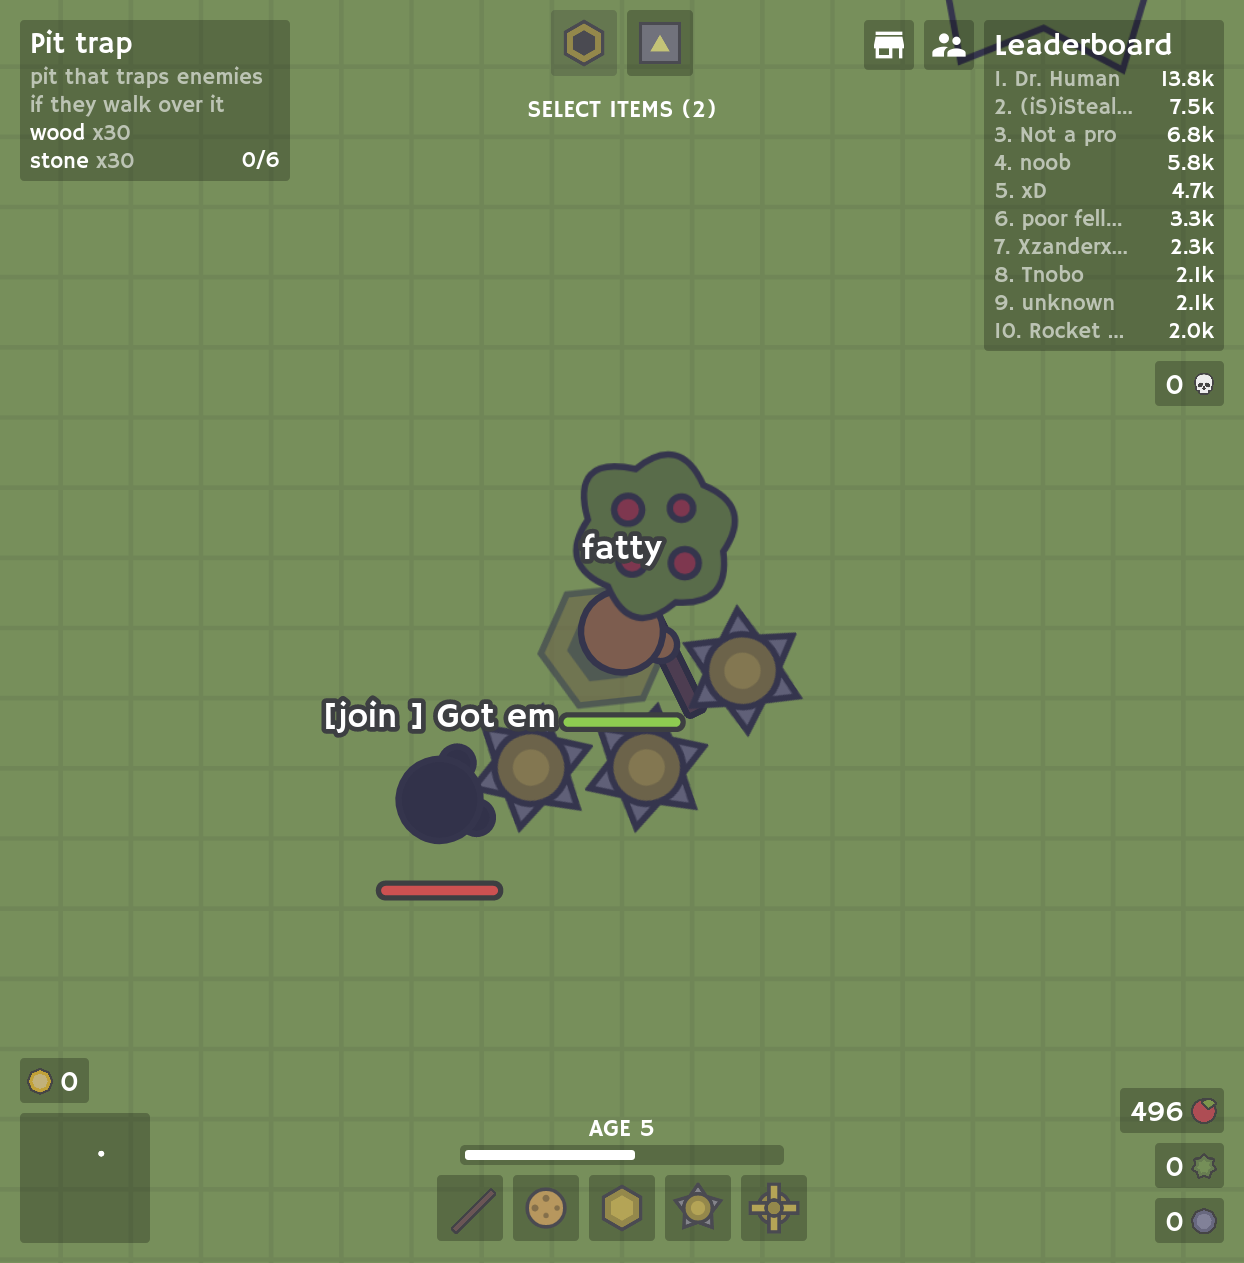 Pit trap
pit that traps enemies
if they walk over it
wood x30
stone x30 0/6
SELECT ITEMS (2)
Leaderboard
1. Dr. Human 13.8k
2. (iS)iSteal... 7.5k
3. Not a pro 6.8k
4. noob 5.8k
5. xD 4.7k
6. poor fell... 3.3k
7. Xzanderx... 2.3k
8. Tnobo 2.1k
9. unknown 2.1k
10. Rocket ... 2.0k
0
fatty
[join ] Got em
0
AGE 5
496
0
0